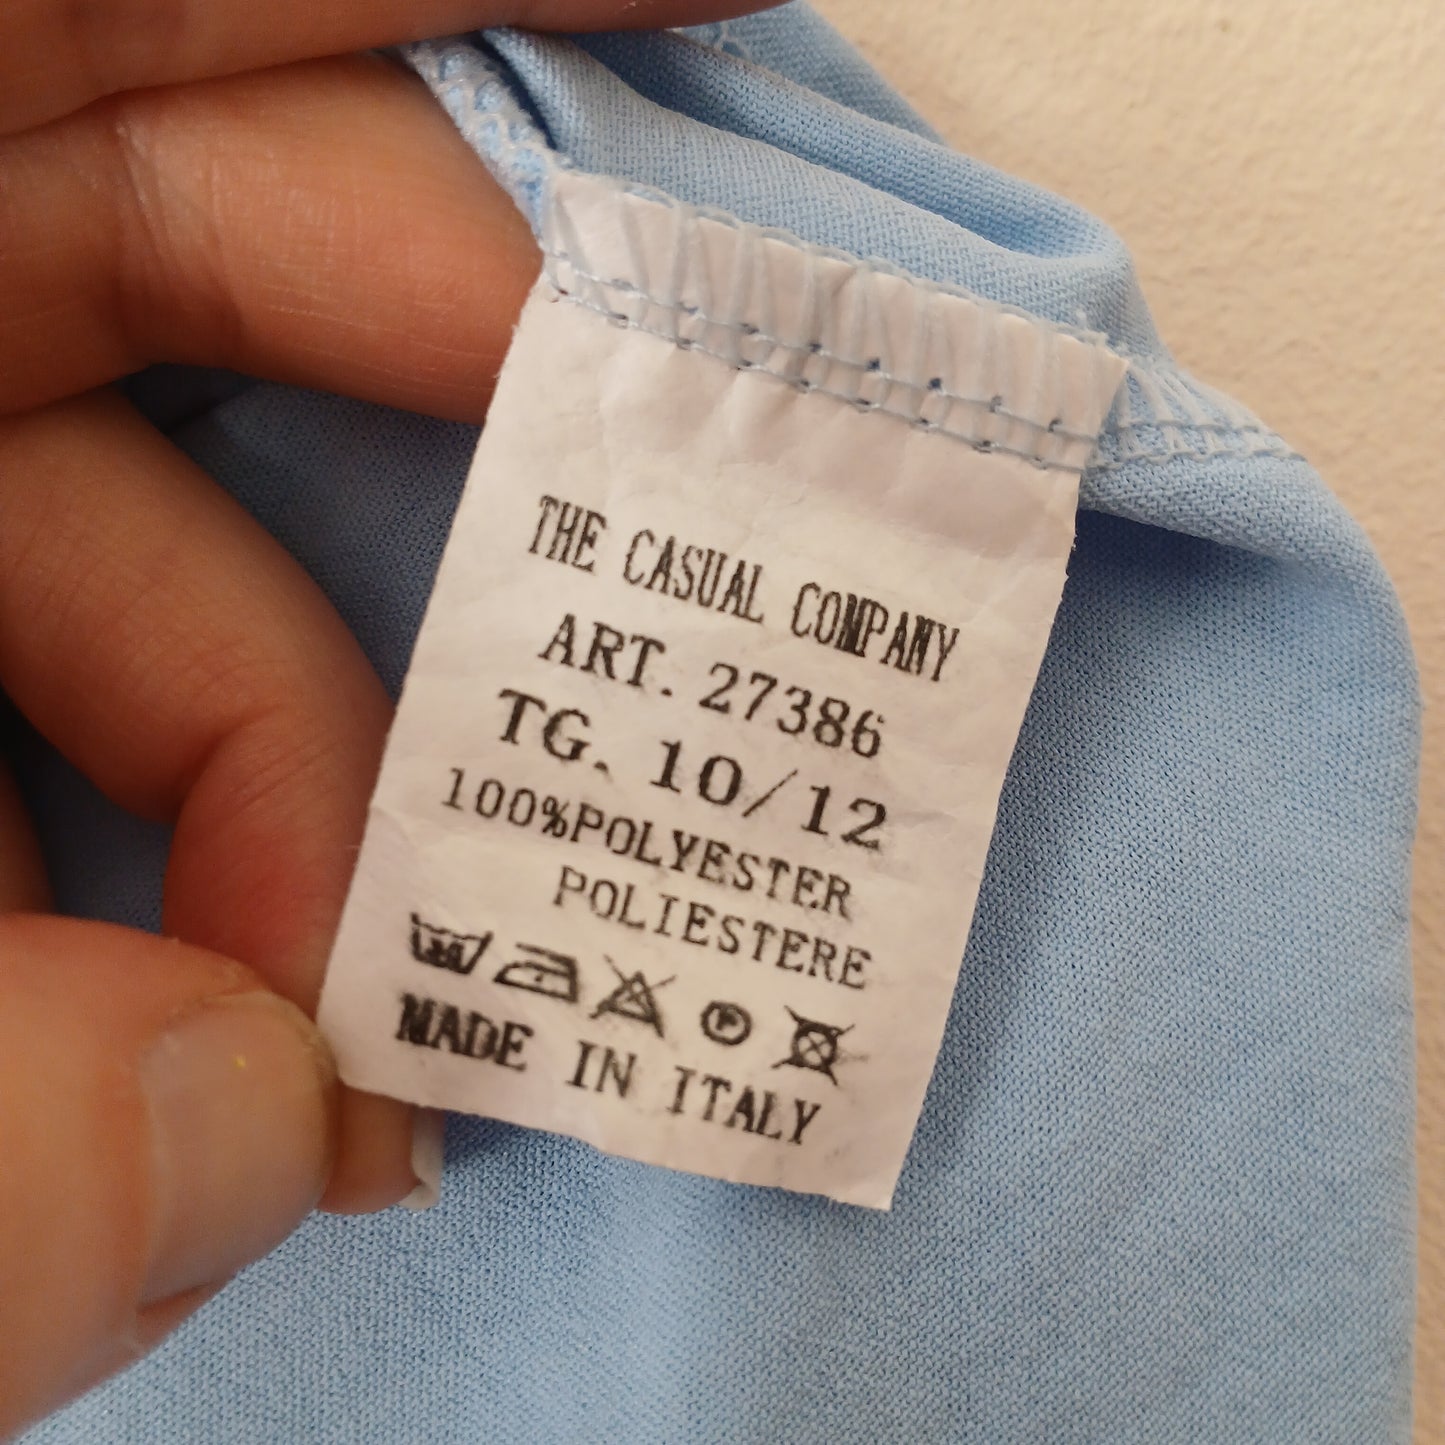 THE CASUAL COMPANY
ART. 27386
TG. 10/12
100%POLYESTER
POLIESTERE
MADE IN ITALY